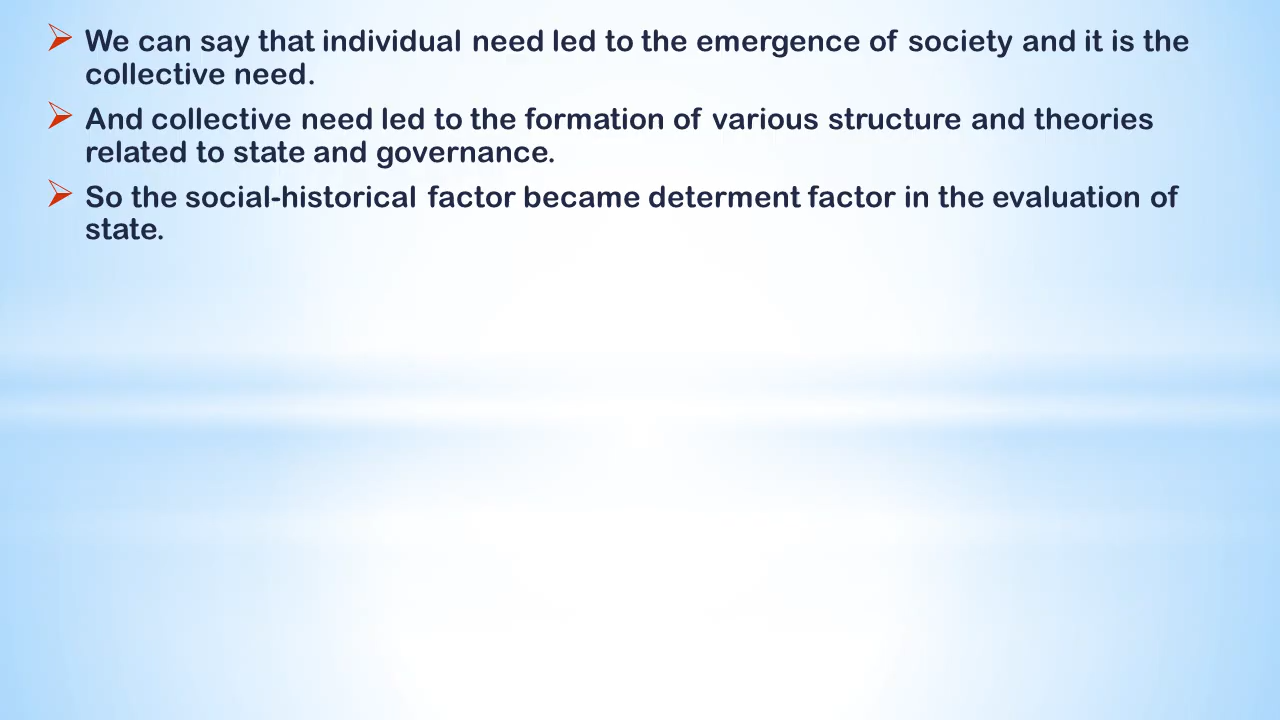 We can say that individual need led to the emergence of society and it is the
collective need.
And collective need led to the formation of various structure and theories
related to state and governance.
So the social-historical factor became determent factor in the evaluation of
state.